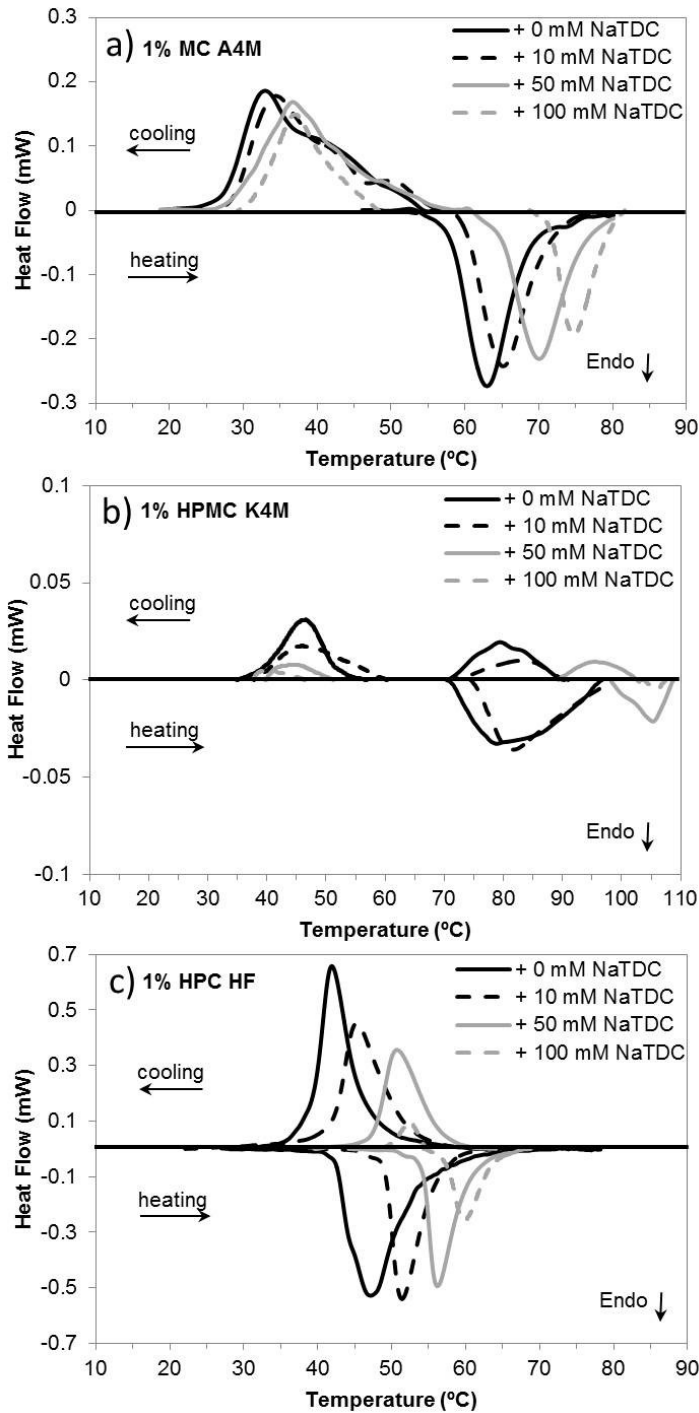 a) 1% MC A4M
+ 0 mM NaTDC
+ 10 mM NaTDC
+ 50 mM NaTDC
+ 100 mM NaTDC
cooling
heating
Endo
Heat Flow (mW)
0.3
0.2
0.1
0
-0.1
-0.2
-0.3
10 20 30 40 50 60 70 80 90
Temperature (ºC)
b) 1% HPMC K4M
+ 0 mM NaTDC
+ 10 mM NaTDC
+ 50 mM NaTDC
+ 100 mM NaTDC
cooling
heating
Endo
Heat Flow (mW)
0.1
0.05
0
-0.05
-0.1
10 20 30 40 50 60 70 80 90 100 110
Temperature (ºC)
c) 1% HPC HF
+ 0 mM NaTDC
+ 10 mM NaTDC
+ 50 mM NaTDC
+ 100 mM NaTDC
cooling
heating
Endo
Heat Flow (mW)
0.7
0.5
0.3
0.1
-0.1
-0.3
-0.5
-0.7
10 20 30 40 50 60 70 80 90
Temperature (ºC)